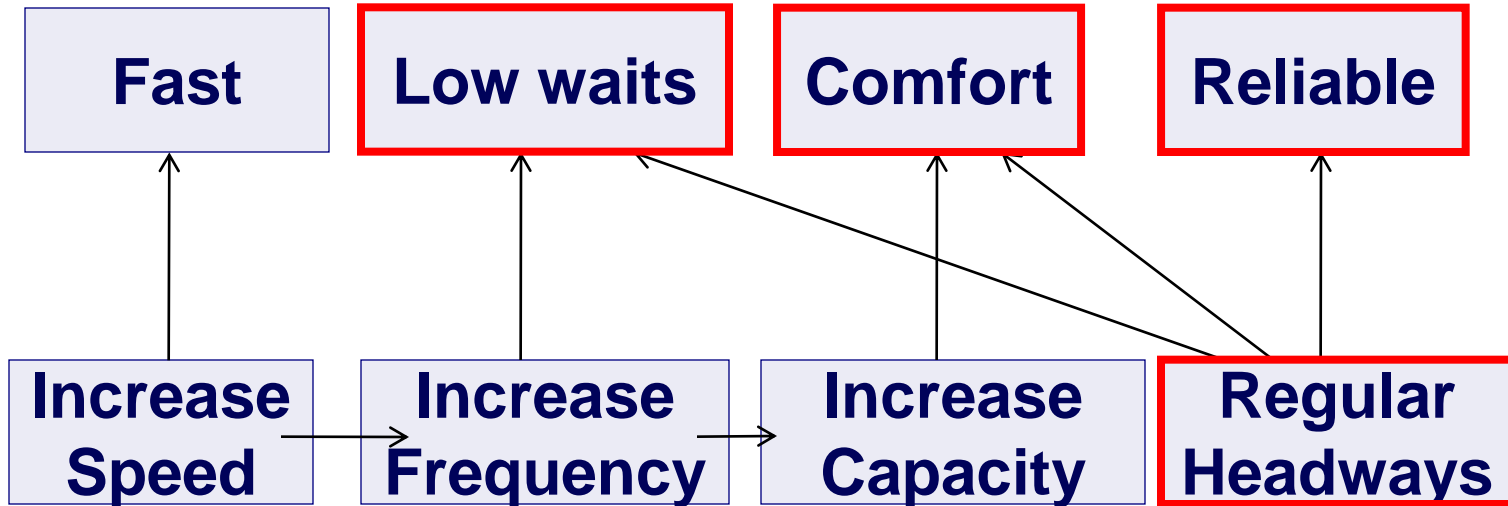 Fast
Low waits
Comfort
Reliable
Increase
Speed
Increase
Frequency
Increase
Capacity
Regular
Headways